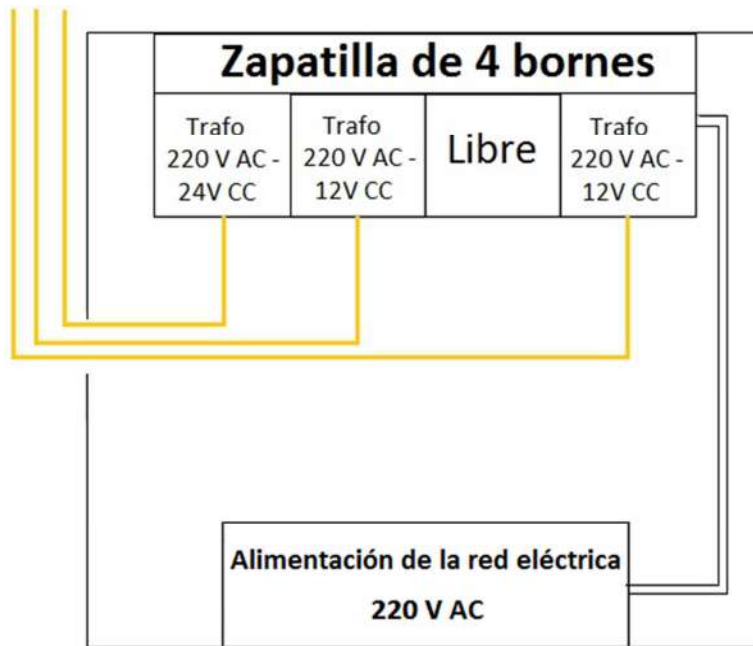 Zapatilla de 4 bornes
Trafo
220 V AC -
24V CC
Trafo
220 V AC -
12V CC
Libre
Trafo
220 V AC -
12V CC
Alimentación de la red eléctrica
220 V AC